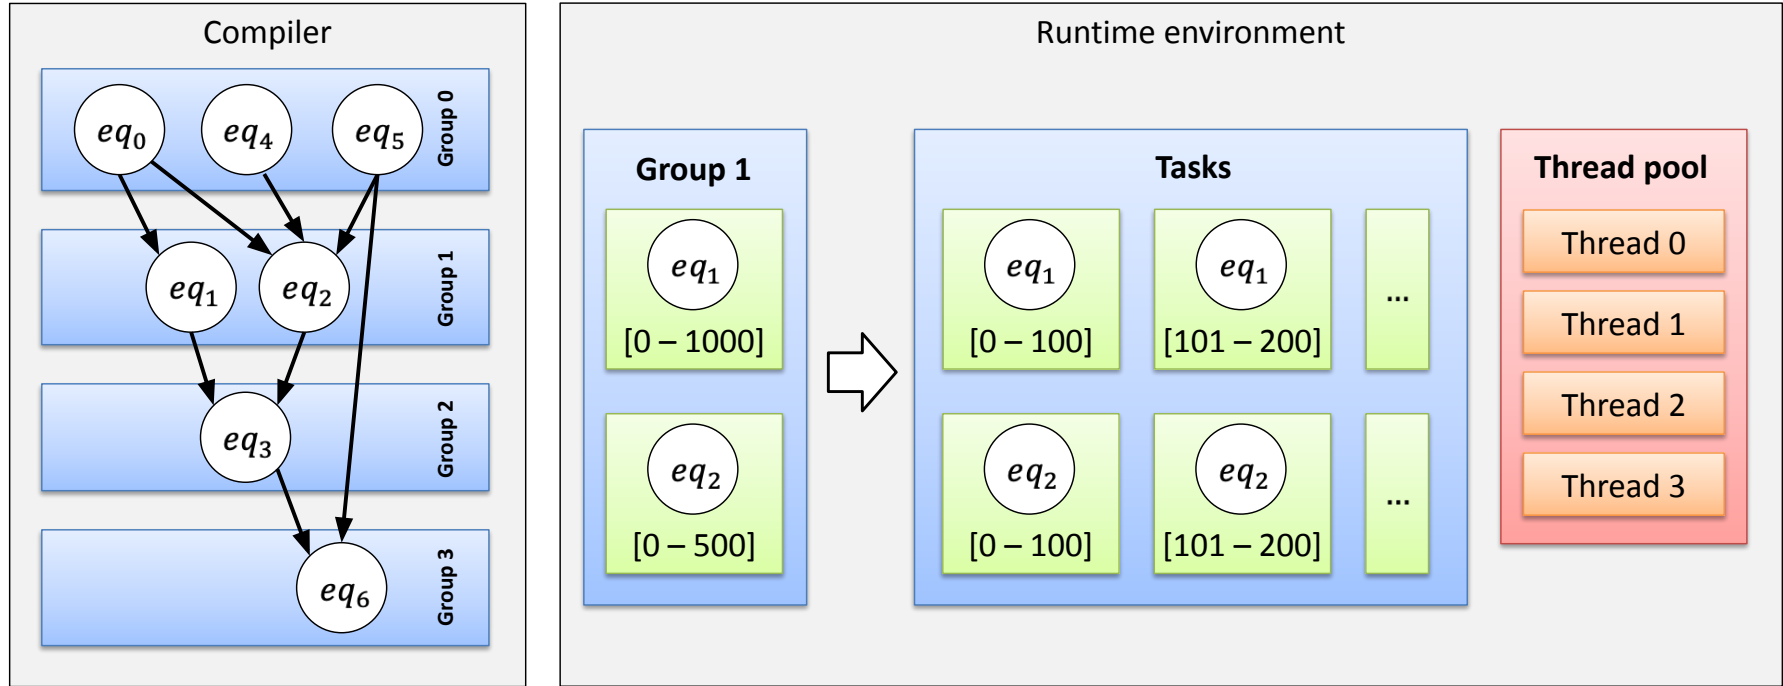 Compiler
eq0 eq4 eq5
Group 0
eq1 eq2
Group 1
eq3
Group 2
eq6
Group 3
Runtime environment
Group 1
eq1
[0 – 1000]
eq2
[0 – 500]
Tasks
eq1 eq1 ...
[0 – 100] [101 – 200]
eq2 eq2 ...
[0 – 100] [101 – 200]
Thread pool
Thread 0
Thread 1
Thread 2
Thread 3